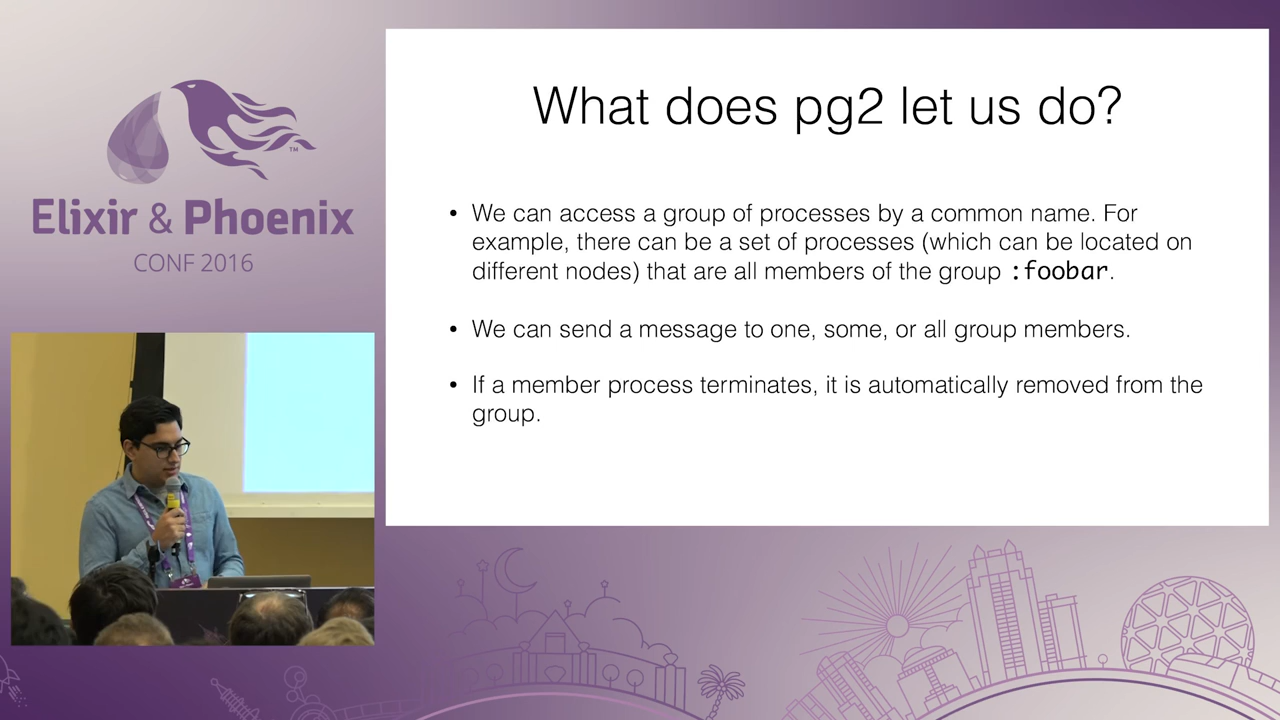 Elixir & Phoenix
TM
CONF 2016
What does pg2 let us do?
• We can access a group of processes by a common name. For
example, there can be a set of processes (which can be located on
different nodes) that are all members of the group :foobar.
• We can send a message to one, some, or all group members.
• If a member process terminates, it is automatically removed from the
group.